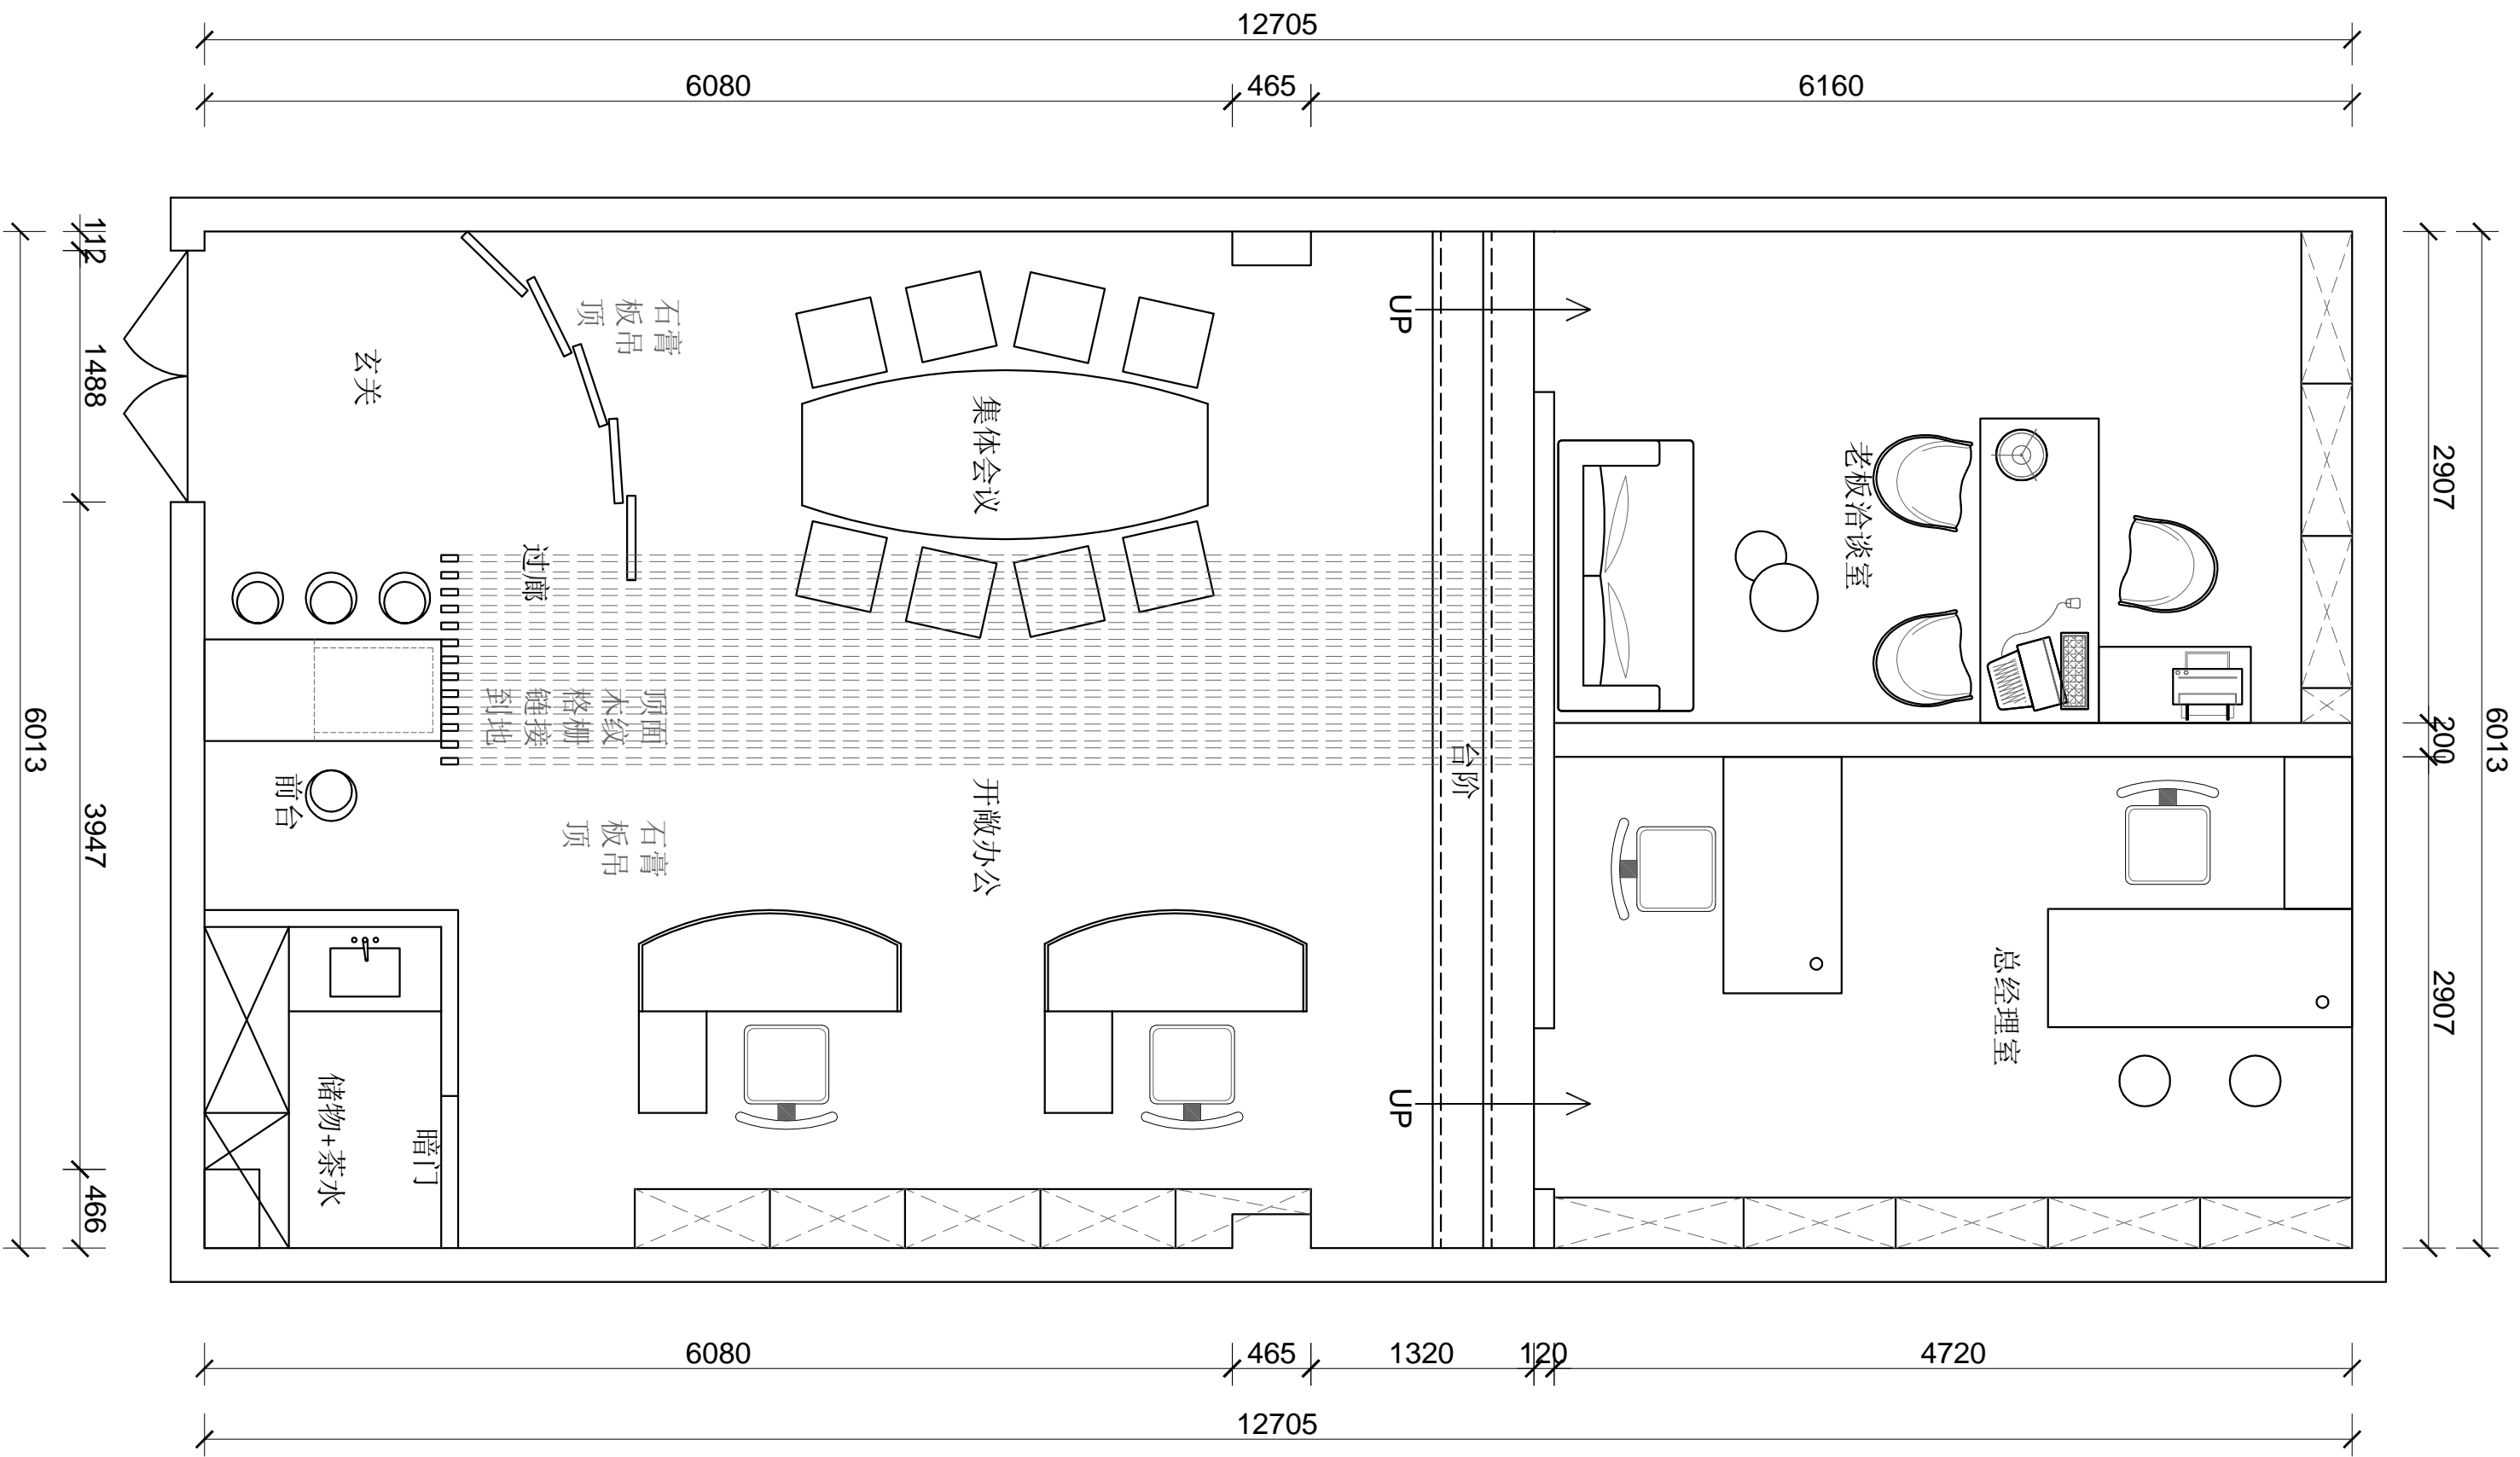 12705
6080
465
6160
112
1488
3947
466
6013
玄关
石膏
板吊
顶
集体会议
UP
老板洽谈室
2907
200
2907
6013
过廊
顶面
木纹
格栅
链接
到地
台阶
前台
石膏
板吊
顶
开敞办公
总经理室
储物+茶水
暗门
UP
6080
465
1320
120
4720
12705